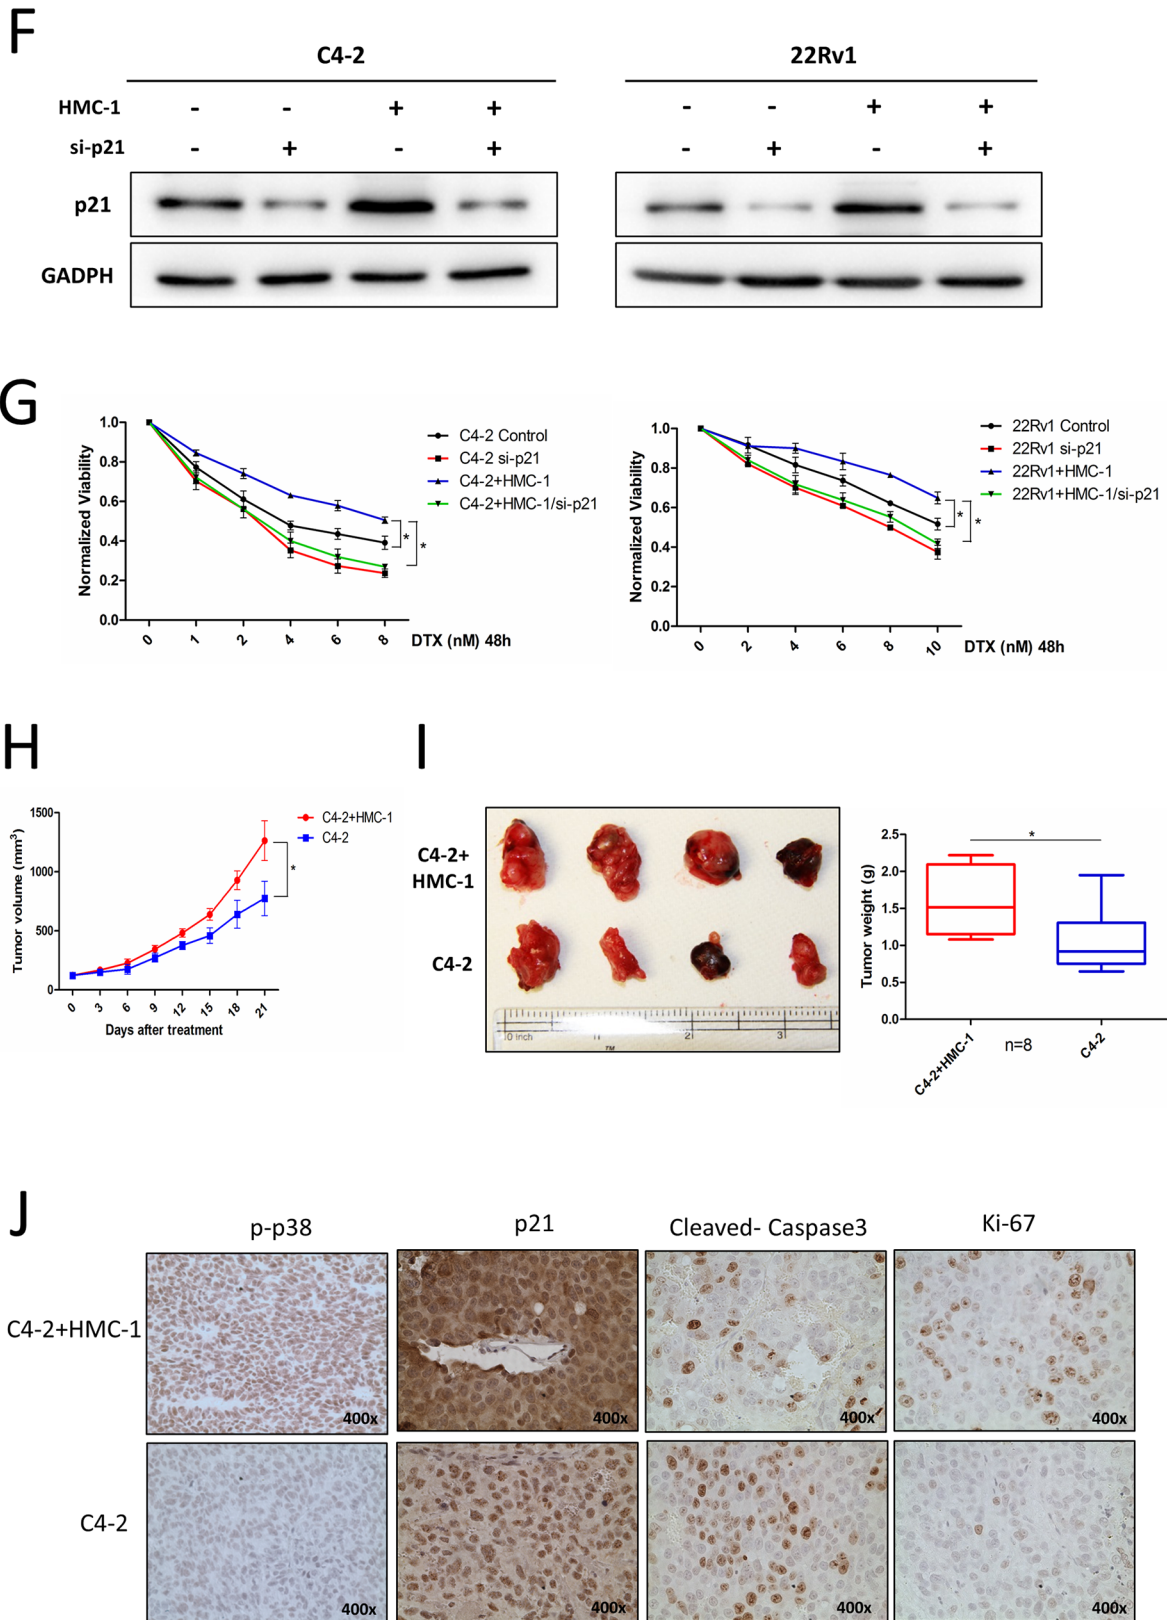 F
C4-2
22Rv1
HMC-1 - - + + - - + +
si-p21 - + - + - + - +
p21
GADPH
G
Normalized Viability
1.0
0.8
0.6
0.4
0.2
0.0
0 1 2 4 6 8
DTX (nM) 48h
C4-2 Control
C4-2 si-p21
C4-2+HMC-1
C4-2+HMC-1/si-p21
*
*
Normalized Viability
1.0
0.8
0.6
0.4
0.2
0.0
0 2 4 6 8 10
DTX (nM) 48h
22Rv1 Control
22Rv1 si-p21
22Rv1+HMC-1
22Rv1+HMC-1/si-p21
*
*
H
Tumor volume (mm3)
1500
1000
500
0
0 3 6 9 12 15 18 21
Days after treatment
C4-2+HMC-1
C4-2
*
I
C4-2+
HMC-1
C4-2
0 inch 1 2 3
TM
Tumor weight (g)
2.5
2.0
1.5
1.0
0.5
0.0
*
C4-2+HMC-1
n=8
C4-2
J
p-p38 p21 Cleaved- Caspase3 Ki-67
C4-2+HMC-1
400x 400x 400x 400x
C4-2
400x 400x 400x 400x